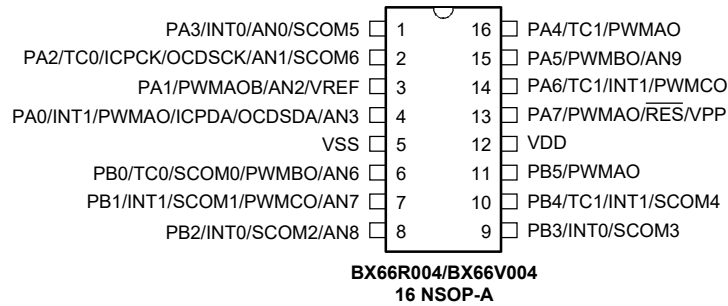 PA3/INT0/AN0/SCOM5 1 16 PA4/TC1/PWMAO
PA2/TC0/ICPCK/OCDSCK/AN1/SCOM6 2 15 PA5/PWMBO/AN9
PA1/PWMAOB/AN2/VREF 3 14 PA6/TC1/INT1/PWMCO
PA0/INT1/PWMAO/ICPDA/OCDSDA/AN3 4 13 PA7/PWMAO/RES/VPP
VSS 5 12 VDD
PB0/TC0/SCOM0/PWMBO/AN6 6 11 PB5/PWMAO
PB1/INT1/SCOM1/PWMCO/AN7 7 10 PB4/TC1/INT1/SCOM4
PB2/INT0/SCOM2/AN8 8 9 PB3/INT0/SCOM3
BX66R004/BX66V004
16 NSOP-A